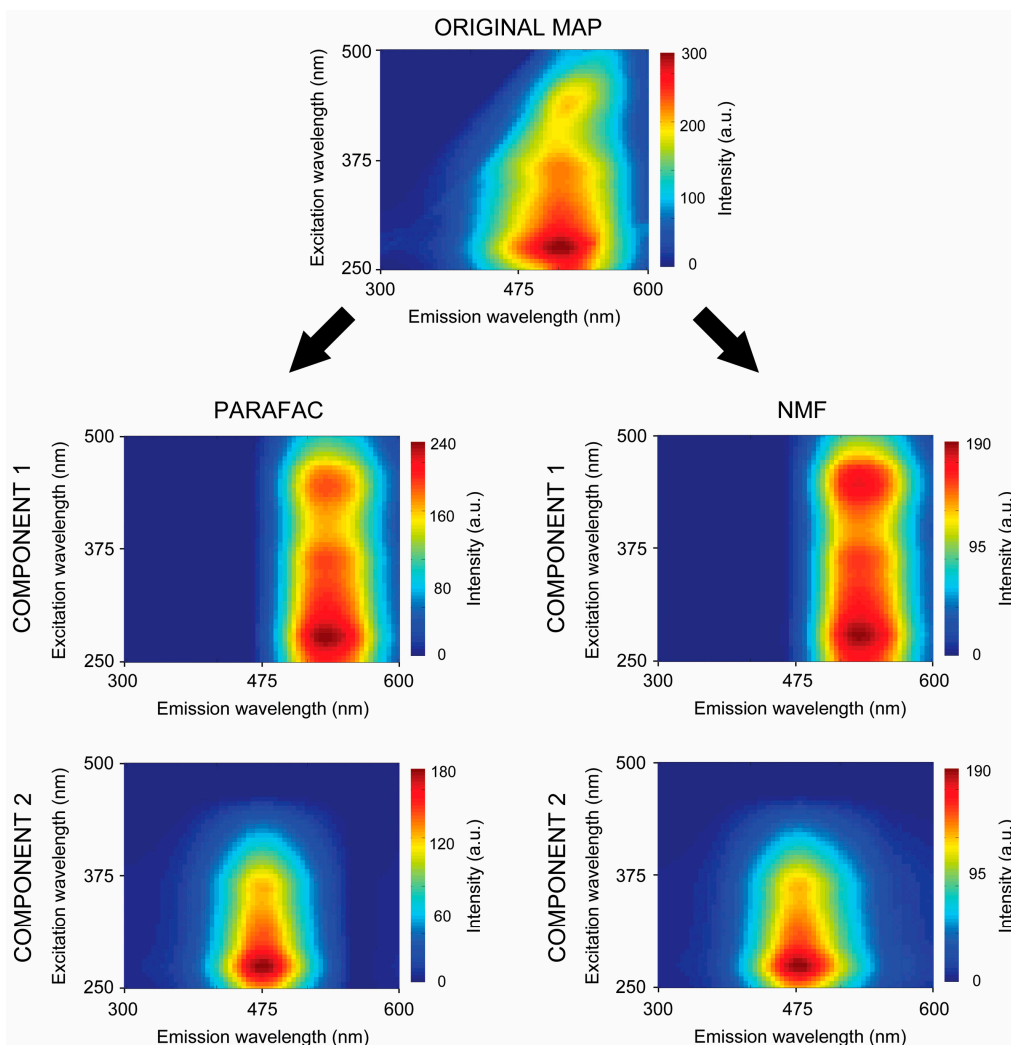 ORIGINAL MAP
500
375
250
Excitation wavelength (nm)
300
475
600
Emission wavelength (nm)
300
200
100
0
Intensity (a.u.)
PARAFAC
NMF
COMPONENT 1
Excitation wavelength (nm)
500
375
250
300
475
600
Emission wavelength (nm)
240
160
80
0
Intensity (a.u.)
COMPONENT 1
Excitation wavelength (nm)
500
375
250
300
475
600
Emission wavelength (nm)
190
95
0
Intensity (a.u.)
COMPONENT 2
Excitation wavelength (nm)
500
375
250
300
475
600
Emission wavelength (nm)
180
120
60
0
Intensity (a.u.)
COMPONENT 2
Excitation wavelength (nm)
500
375
250
300
475
600
Emission wavelength (nm)
190
95
0
Intensity (a.u.)